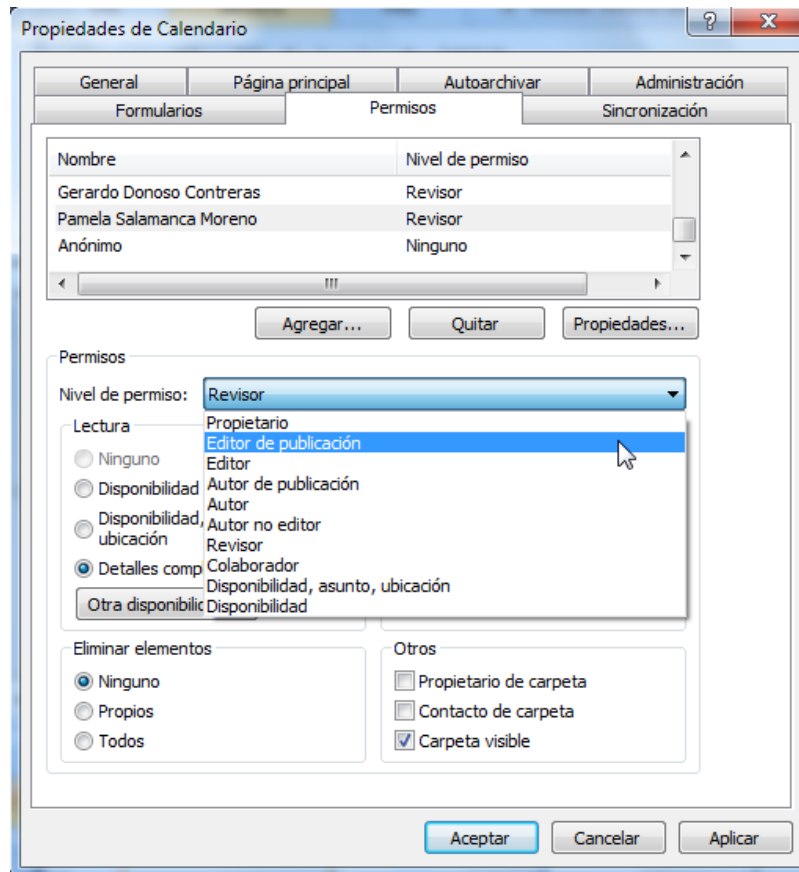 Propiedades de Calendario
General Página principal Autoarchivar Administración
Formularios Permisos Sincronización
Nombre Nivel de permiso
Gerardo Donoso Contreras Revisor
Pamela Salamanca Moreno Revisor
Anónimo Ninguno
Agregar... Quitar Propiedades...
Permisos
Nivel de permiso: Revisor
Propietario
Lectura
Editor de publicación
Ninguno
Editor
Disponibilidad
Autor de publicación
Autor
Disponibilidad,
ubicación
Autor no editor
Revisor
Detalles comp
Colaborador
Disponibilidad, asunto, ubicación
Otra disponibilid
Disponibilidad
Eliminar elementos Otros
Ninguno Propietario de carpeta
Propios Contacto de carpeta
Todos Carpeta visible
Aceptar Cancelar Aplicar